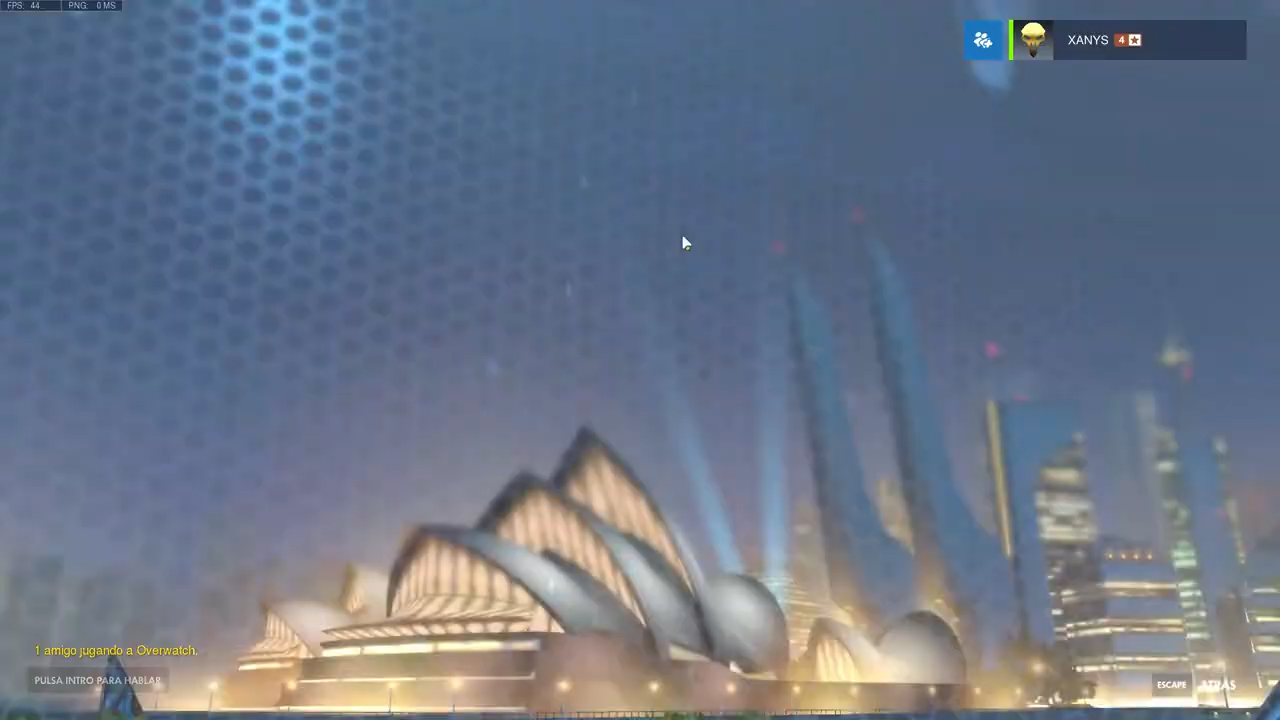 FPS: 44
PNG: 0 MS
XANYS 4
1 amigo jugando a Overwatch.
PULSA INTRO PARA HABLAR
ESCAPE ATRÁS